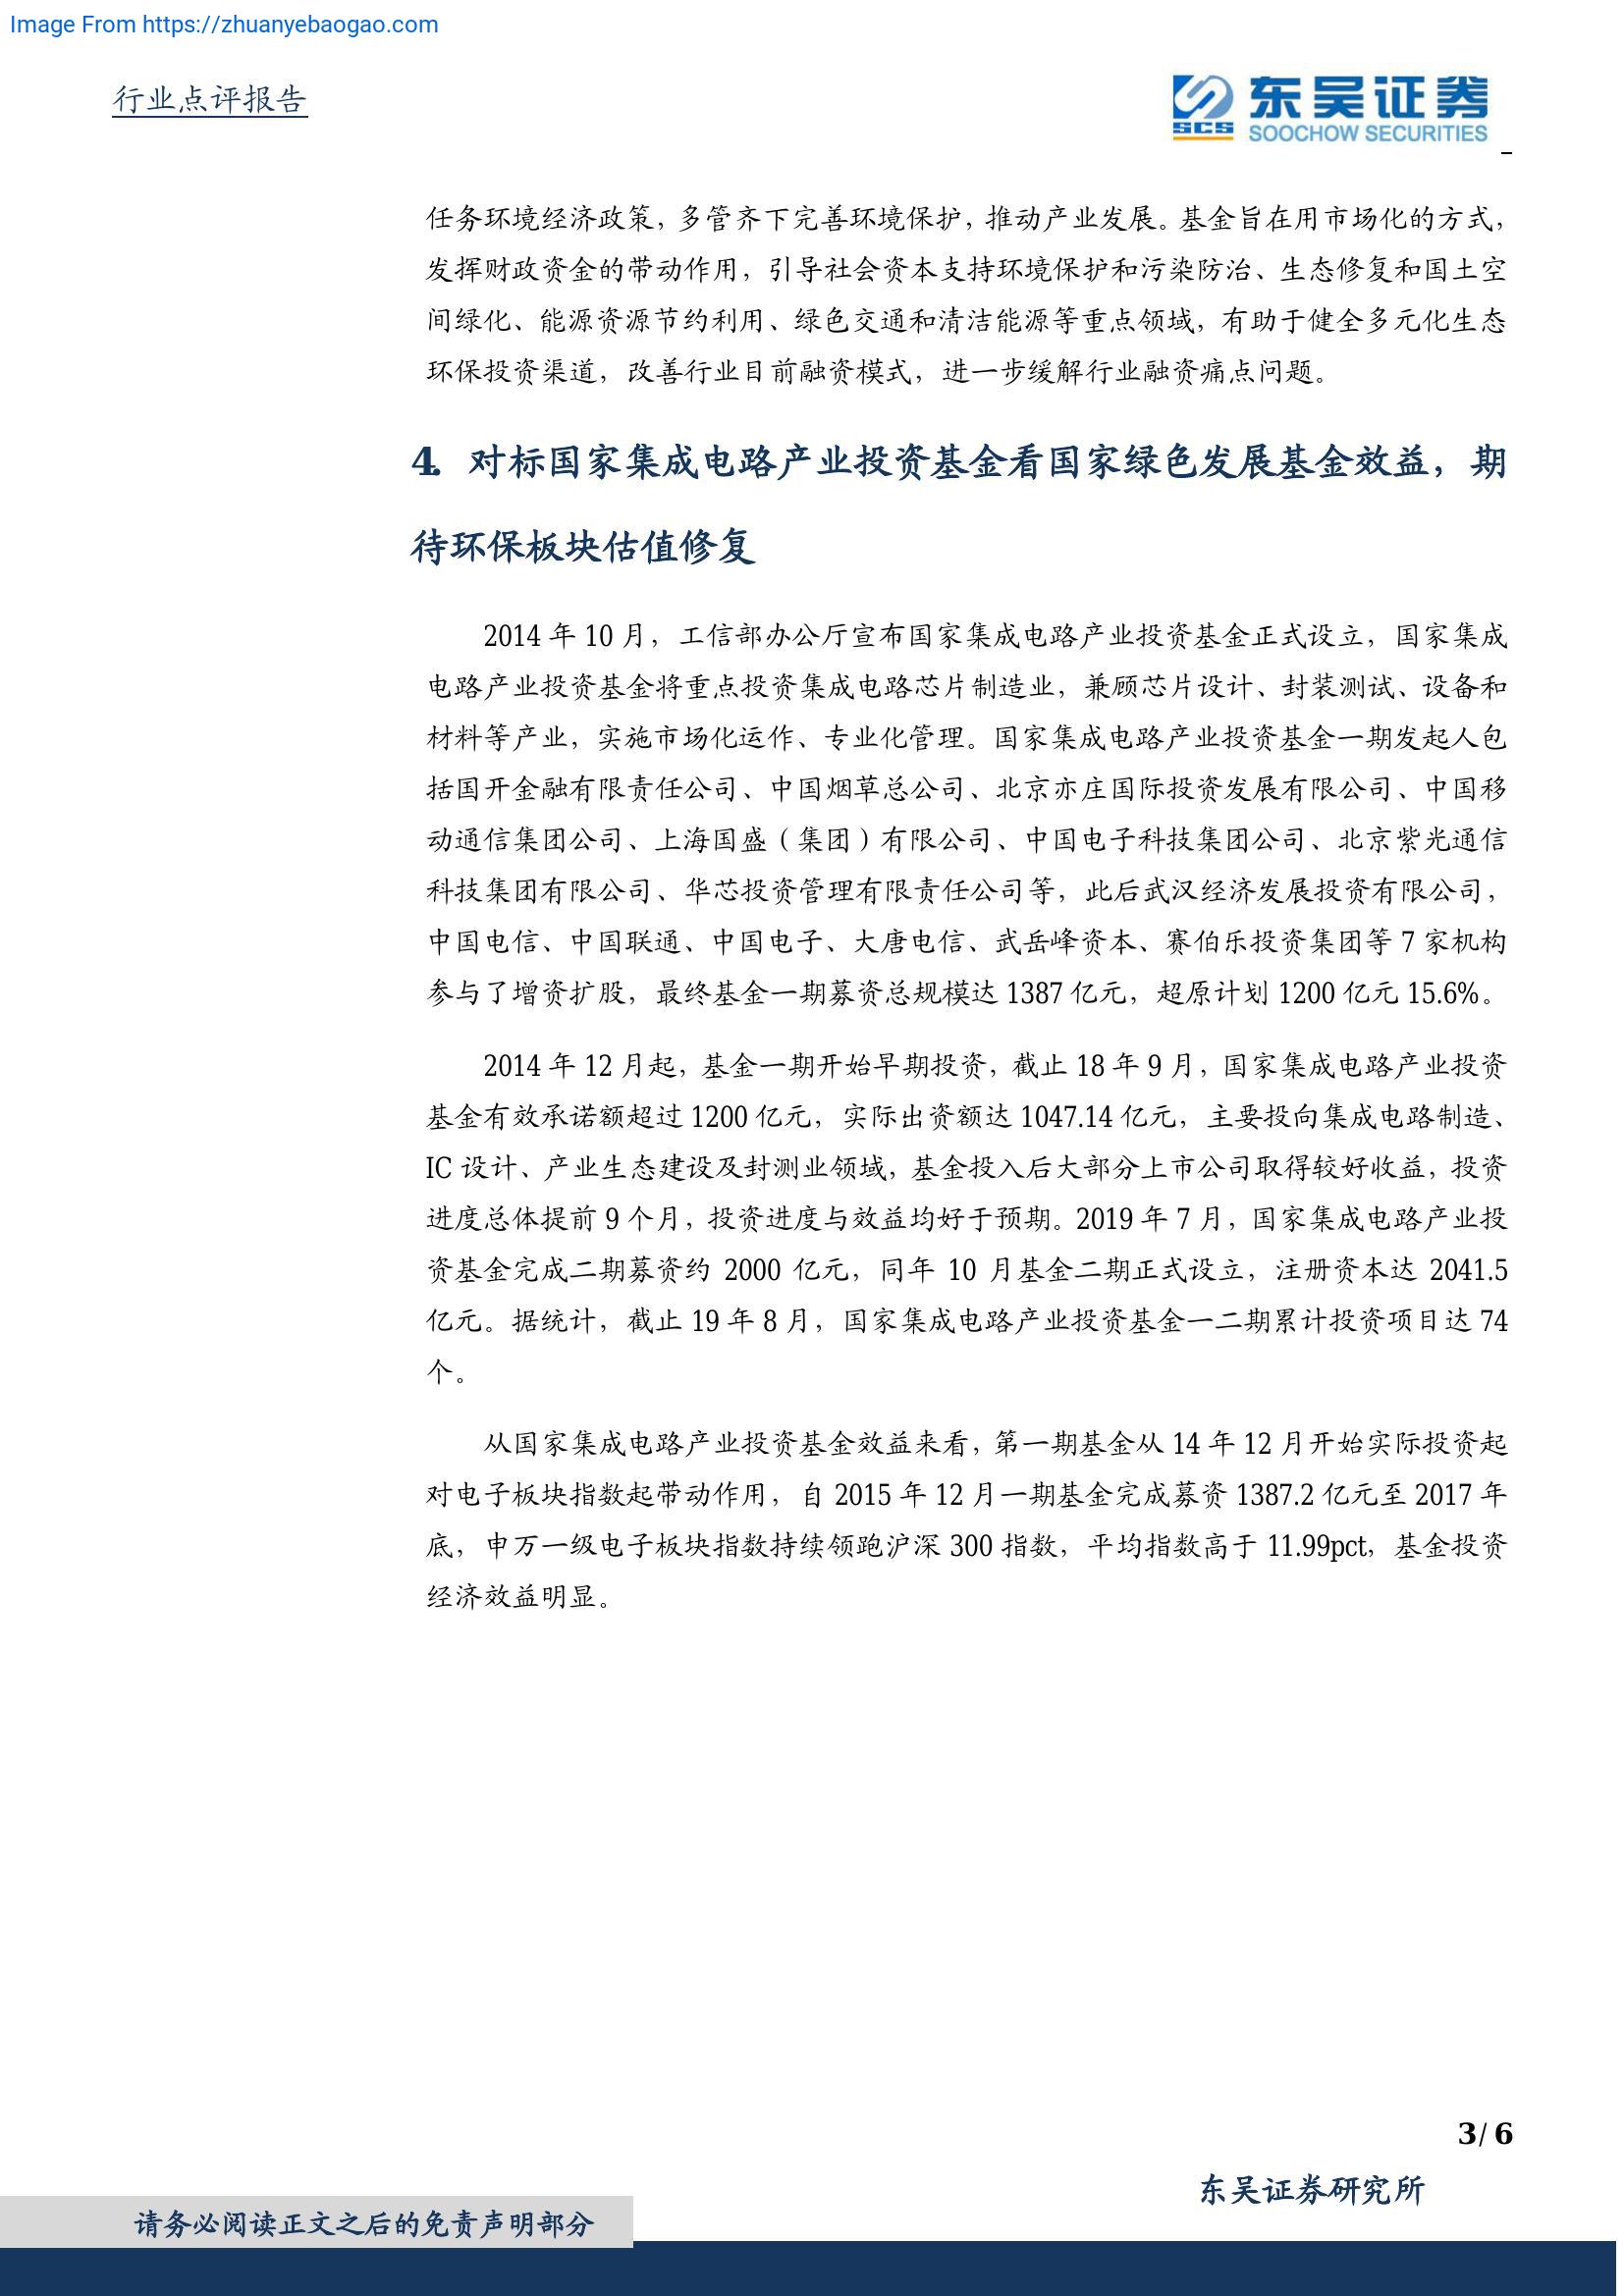 Image From https://zhuanyebaogao.com
行业点评报告
东吴证券
SCS
SOOCHOW SECURITIES
任务环境经济政策，多管齐下完善环境保护，推动产业发展。基金旨在用市场化的方式，
发挥财政资金的带动作用，引导社会资本支持环境保护和污染防治、生态修复和国土空
间绿化、能源资源节约利用、绿色交通和清洁能源等重点领域，有助于健全多元化生态
环保投资渠道，改善行业目前融资模式，进一步缓解行业融资痛点问题。
4. 对标国家集成电路产业投资基金看国家绿色发展基金效益，期
待环保板块估值修复
2014 年 10 月，工信部办公厅宣布国家集成电路产业投资基金正式设立，国家集成
电路产业投资基金将重点投资集成电路芯片制造业，兼顾芯片设计、封装测试、设备和
材料等产业，实施市场化运作、专业化管理。国家集成电路产业投资基金一期发起人包
括国开金融有限责任公司、中国烟草总公司、北京亦庄国际投资发展有限公司、中国移
动通信集团公司、上海国盛（集团）有限公司、中国电子科技集团公司、北京紫光通信
科技集团有限公司、华芯投资管理有限责任公司等，此后武汉经济发展投资有限公司，
中国电信、中国联通、中国电子、大唐电信、武岳峰资本、赛伯乐投资集团等 7 家机构
参与了增资扩股，最终基金一期募资总规模达 1387 亿元，超原计划 1200 亿元 15.6%。
2014 年 12 月起，基金一期开始早期投资，截止 18 年 9 月，国家集成电路产业投资
基金有效承诺额超过 1200 亿元，实际出资额达 1047.14 亿元，主要投向集成电路制造、
IC 设计、产业生态建设及封测业领域，基金投入后大部分上市公司取得较好收益，投资
进度总体提前 9 个月，投资进度与效益均好于预期。2019 年 7 月，国家集成电路产业投
资基金完成二期募资约 2000 亿元，同年 10 月基金二期正式设立，注册资本达 2041.5
亿元。据统计，截止 19 年 8 月，国家集成电路产业投资基金一二期累计投资项目达 74
个。
从国家集成电路产业投资基金效益来看，第一期基金从 14 年 12 月开始实际投资起
对电子板块指数起带动作用，自 2015 年 12 月一期基金完成募资 1387.2 亿元至 2017 年
底，申万一级电子板块指数持续领跑沪深 300 指数，平均指数高于 11.99pct，基金投资
经济效益明显。
3/ 6
东吴证券研究所
请务必阅读正文之后的免责声明部分